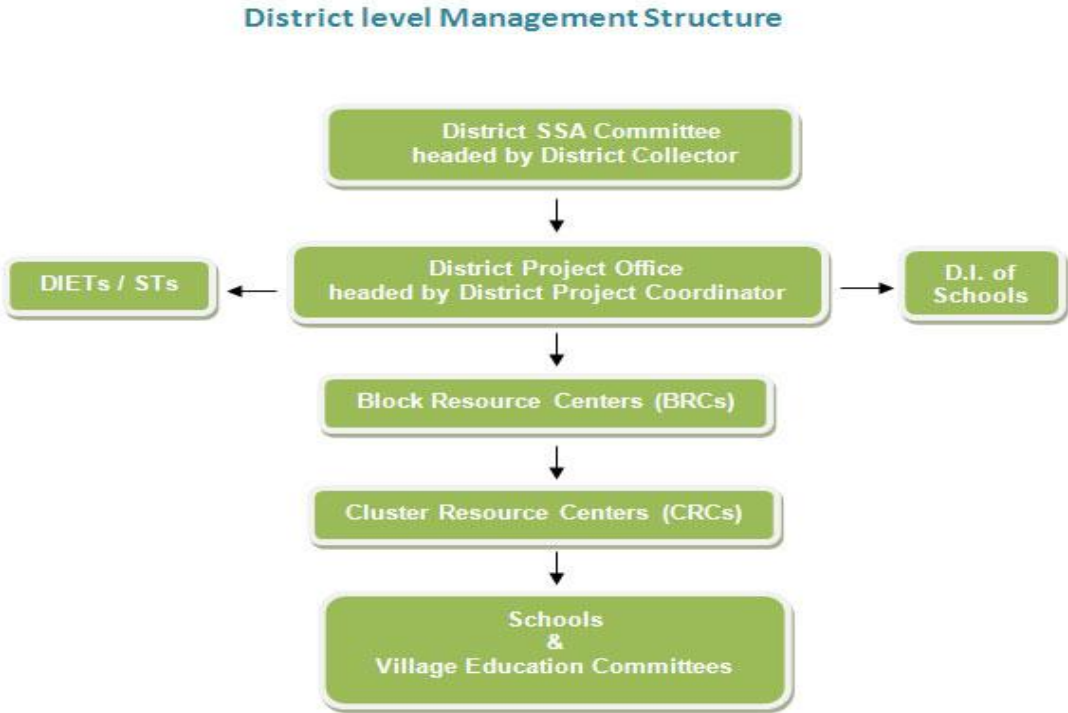 District level Management Structure
District SSA Committee
headed by District Collector
DIETs / STs
District Project Office
headed by District Project Coordinator
D.I. of
Schools
Block Resource Centers (BRCs)
Cluster Resource Centers (CRCs)
Schools
&
Village Education Committees